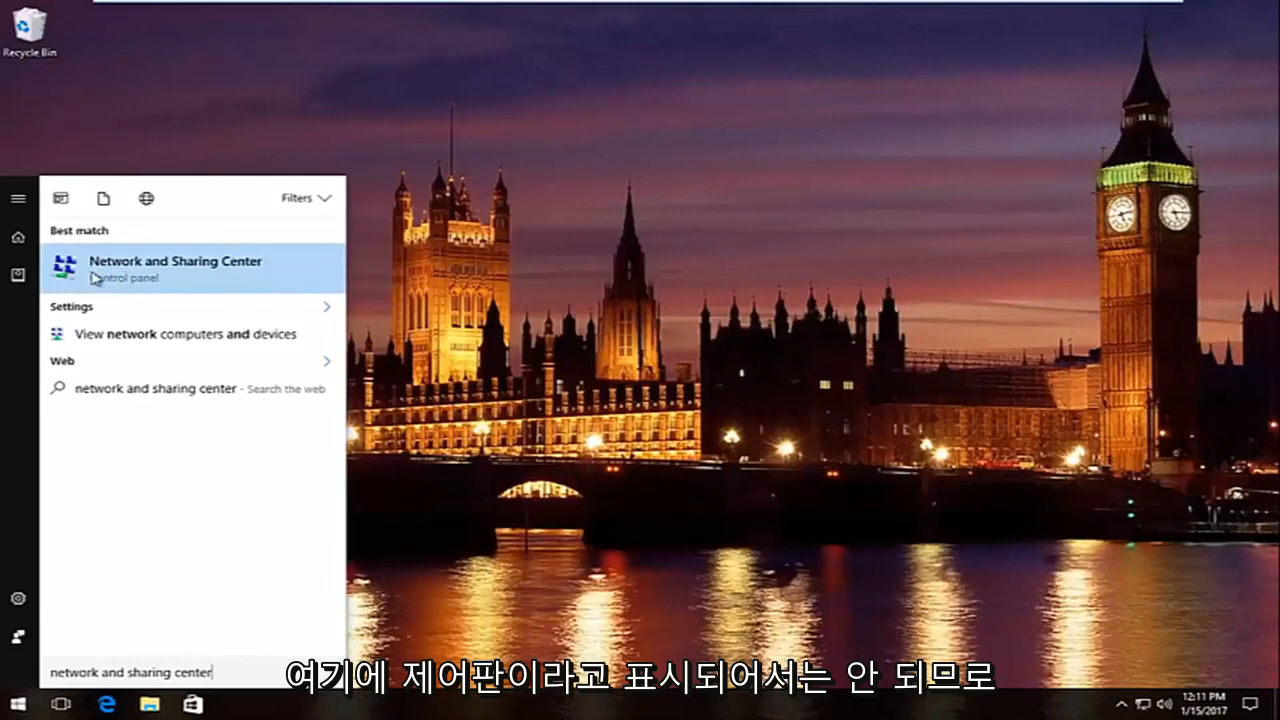 Recycle Bin
Filters
Best match
Network and Sharing Center
Control panel
Settings
View network computers and devices
Web
network and sharing center - Search the web
network and sharing center
여기에 제어판이라고 표시되어서는 안 되므로
12:11 PM
1/15/2017